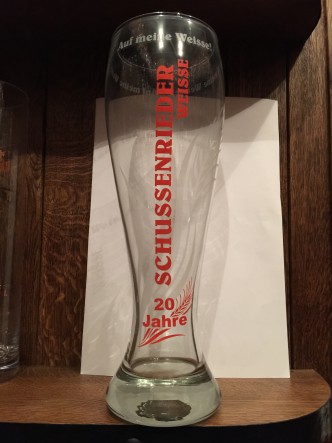 Auf meine Weisse!
SCHUSSENRIEDER
WEISSE
20
Jahre